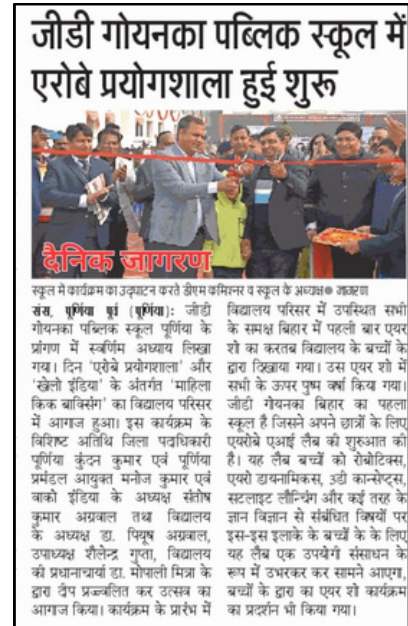 जीडी गोयनका पब्लिक स्कूल में
एरोबे प्रयोगशाला हुई शुरू
दैनिक जागरण
स्कूल में कार्यक्रम का उद्घाटन करते डीएम कमिश्नर व स्कूल के अध्यक्ष● जागरण
संस, पूर्णिया पूर्व (पूर्णिया): जीडी
गोयनका पब्लिक स्कूल पूर्णिया के
प्रांगण में स्वर्णिम अध्याय लिखा
गया। दिन 'एरोबे प्रयोगशाला' और
'खेलो इंडिया' के अंतर्गत 'माहिला
किक बाक्सिंग' का विद्यालय परिसर
में आगाज हुआ। इस कार्यक्रम के
विशिष्ट अतिथि जिला पदाधिकारी
पूर्णिया कुंदन कुमार एवं पूर्णिया
प्रमंडल आयुक्त मनोज कुमार एवं
वाको इंडिया के अध्यक्ष संतोष
कुमार अग्रवाल तथा विद्यालय
के अध्यक्ष डा. पियूष अग्रवाल,
उपाध्यक्ष शैलेन्द्र गुप्ता, विद्यालय
की प्रधानाचार्या डा. मोपाली मित्रा के
द्वारा दीप प्रज्वलित कर उत्सव का
आगाज किया। कार्यक्रम के प्रारंभ में
विद्यालय परिसर में उपस्थित सभी
के समक्ष बिहार में पहली बार एयर
शो का करतब विद्यालय के बच्चों के
द्वारा दिखाया गया। उस एयर शो में
सभी के ऊपर पुष्प वर्षा किया गया।
जीडी गोयनका बिहार का पहला
स्कूल है जिसने अपने छात्रों के लिए
एयरोबे एआई लैब की शुरुआत की
है। यह लैब बच्चों को रोबोटिक्स,
एयरो डायनामिकस, 3डी कान्सेप्ट्स,
सटलाइट लौन्चिंग और कई तरह के
ज्ञान विज्ञान से संबंधित विषयों पर
इस-इस इलाके के बच्चों के के लिए
यह लैब एक उपयोगी संसाधन के
रूप में उभरकर कर सामने आएगा,
बच्चों के द्वारा का एयर शो कार्यक्रम
का प्रदर्शन भी किया गया।